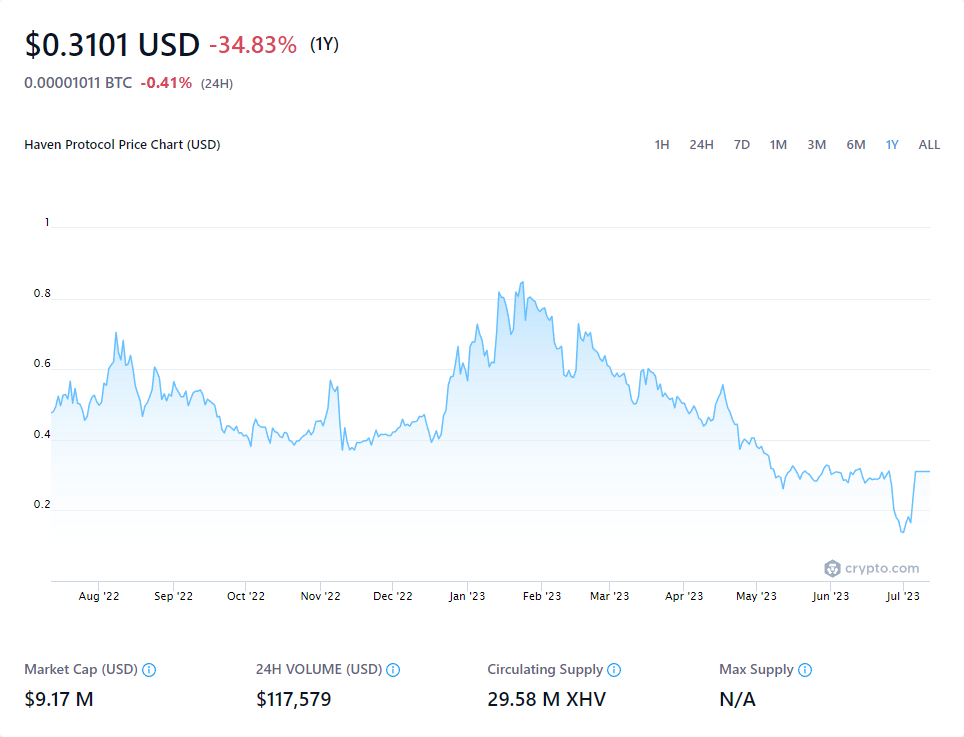 $0.3101 USD -34.83% (1Y)
0.00001011 BTC -0.41% (24H)
Haven Protocol Price Chart (USD) 1H 24H 7D 1M 3M 6M 1Y ALL
1
0.8
0.6
0.4
0.2
crypto.com
Aug '22 Sep '22 Oct '22 Nov '22 Dec '22 Jan '23 Feb '23 Mar '23 Apr '23 May '23 Jun '23 Jul '23
Market Cap (USD) 24H VOLUME (USD) Circulating Supply Max Supply
$9.17 M $117,579 29.58 M XHV N/A